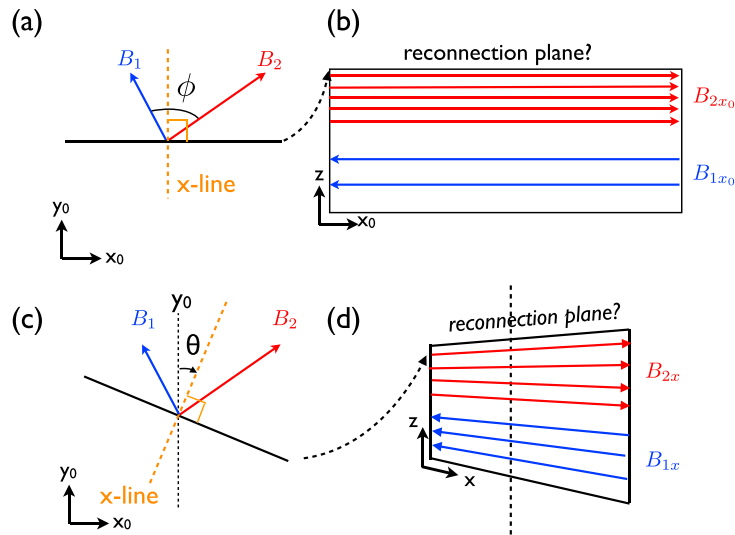 (a)
B₁
B₂
ϕ
x-line
y₀
x₀
(b)
reconnection plane?
B₂ₓ₀
B₁ₓ₀
z
x₀
(c)
y₀
B₁
B₂
θ
x-line
y₀
x₀
(d)
reconnection plane?
B₂ₓ
B₁ₓ
z
x